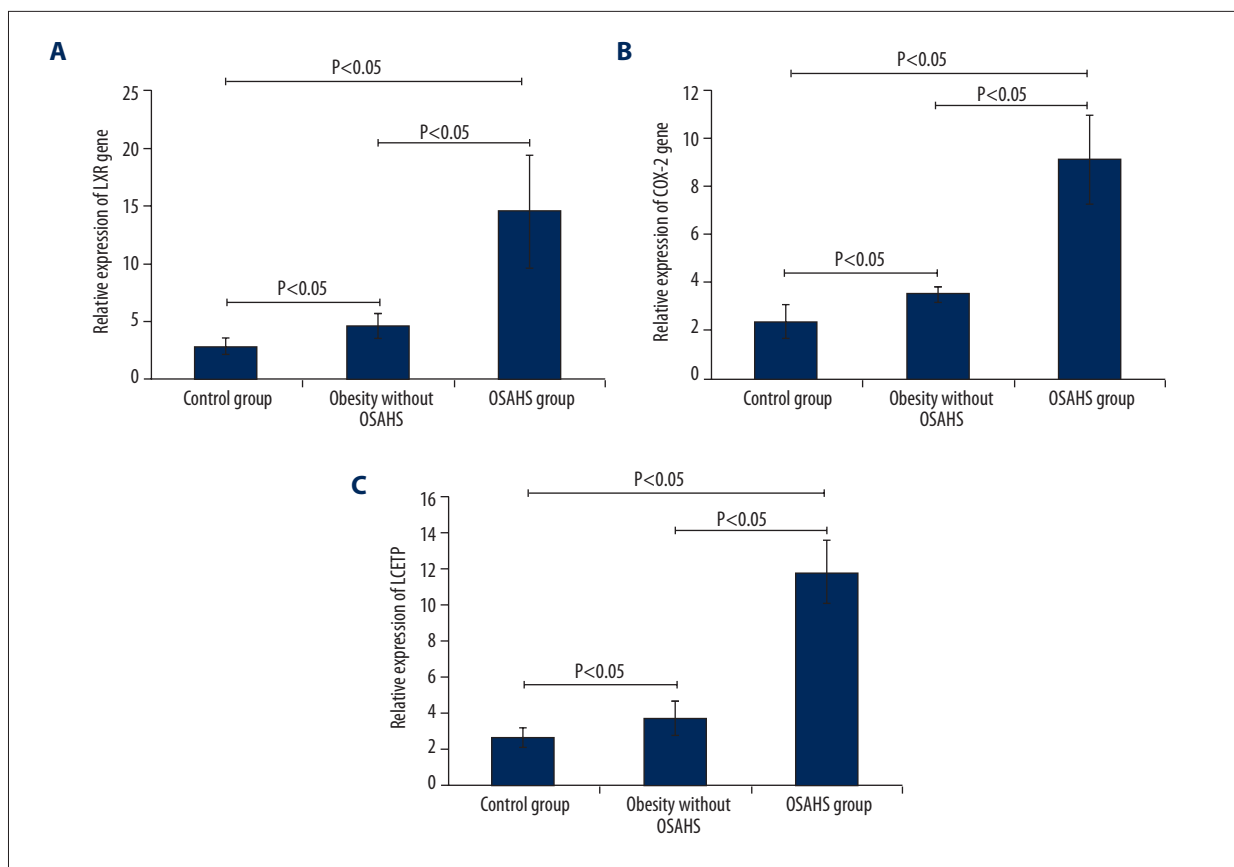 A
P<0.05
P<0.05
P<0.05
Relative expression of LXR gene
25
20
15
10
5
0
Control group
Obesity without
OSAHS
OSAHS group
B
P<0.05
P<0.05
P<0.05
Relative expression of COX-2 gene
12
10
8
6
4
2
0
Control group
Obesity without
OSAHS
OSAHS group
C
P<0.05
P<0.05
P<0.05
Relative expression of LCETP
16
14
12
10
8
6
4
2
0
Control group
Obesity without
OSAHS
OSAHS group